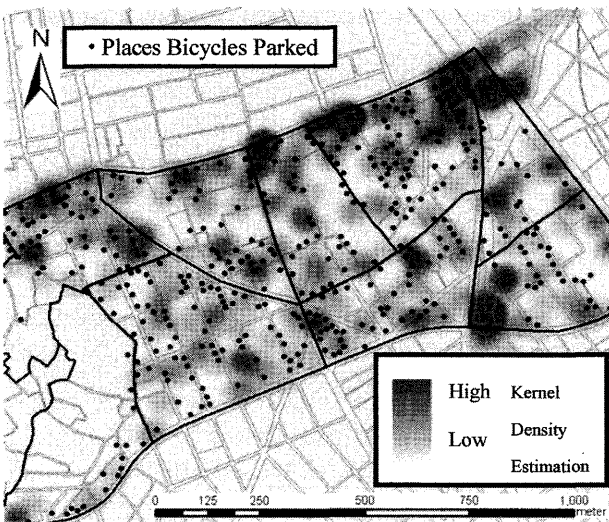 N
• Places Bicycles Parked
High Kernel
Low Density
Estimation
0 125 250 500 750 1,000
meter